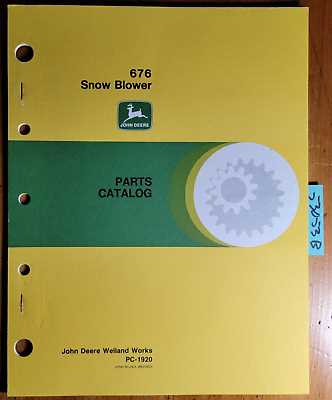 676
Snow Blower
JOHN DEERE
PARTS
CATALOG
John Deere Welland Works
PC-1920